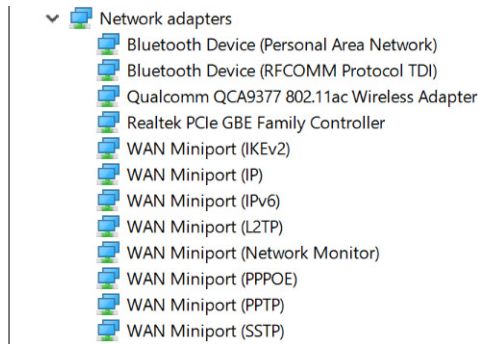 Network adapters
Bluetooth Device (Personal Area Network)
Bluetooth Device (RFCOMM Protocol TDI)
Qualcomm QCA9377 802.11ac Wireless Adapter
Realtek PCIe GBE Family Controller
WAN Miniport (IKEv2)
WAN Miniport (IP)
WAN Miniport (IPv6)
WAN Miniport (L2TP)
WAN Miniport (Network Monitor)
WAN Miniport (PPPOE)
WAN Miniport (PPTP)
WAN Miniport (SSTP)